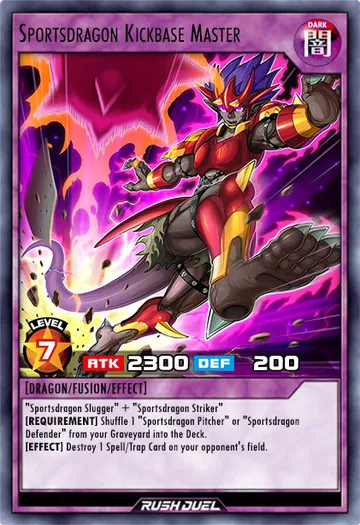 Sportsdragon Kickbase Master
DARK
闇
LEVEL
7
ATK 2300 DEF 200
[DRAGON/FUSION/EFFECT]
"Sportsdragon Slugger" + "Sportsdragon Striker"
[REQUIREMENT] Shuffle 1 "Sportsdragon Pitcher" or "Sportsdragon
Defender" from your Graveyard into the Deck.
[EFFECT] Destroy 1 Spell/Trap Card on your opponent's field.
RUSH DUEL